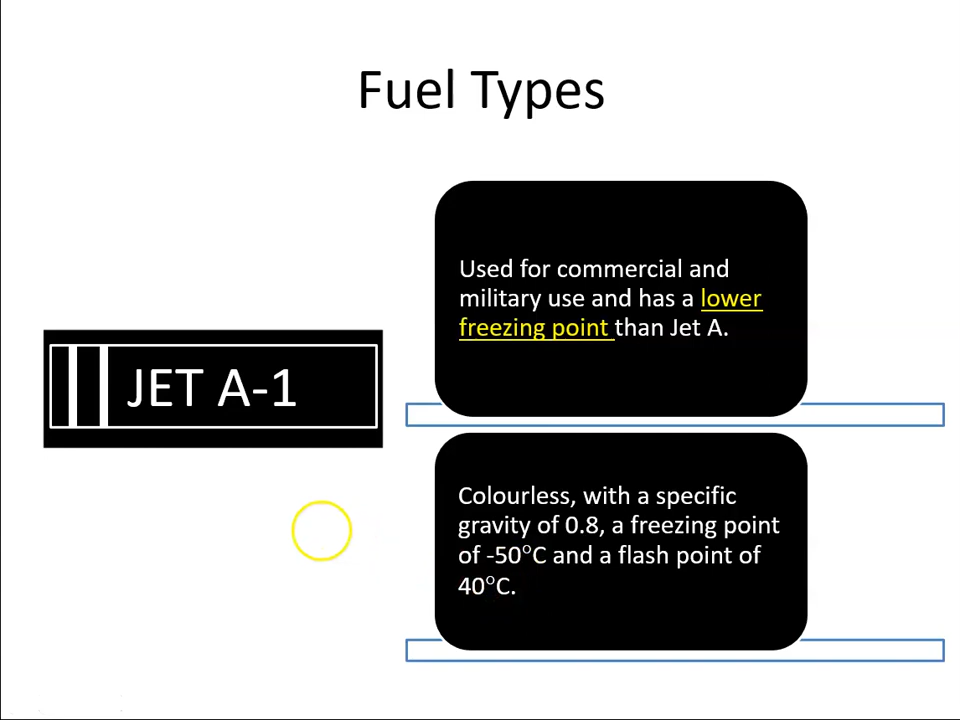 Fuel Types
JET A-1
Used for commercial and
military use and has a lower
freezing point than Jet A.
Colourless, with a specific
gravity of 0.8, a freezing point
of -50°C and a flash point of
40°C.